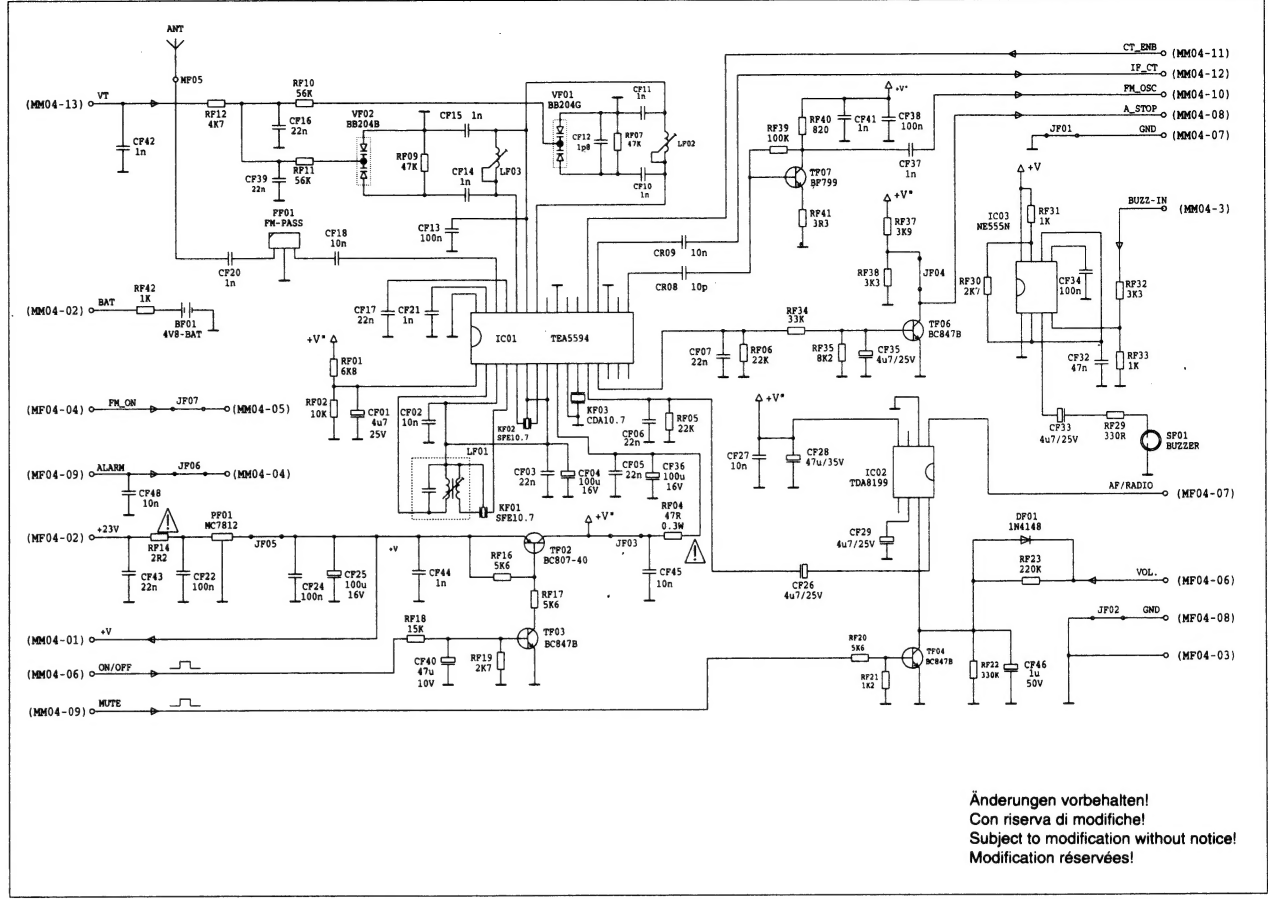 ANT
MF05
(MM04-13) VT
RF12
4K7
CF42
1n
RF10
56K
CF16
22n
CF39
22n
RF11
56K
VF02
BB204B
RF09
47K
CF15 1n
CF14
1n
LF03
VF01
BB204G
CF12
1p8
RF07
47K
CF11
1n
CF10
1n
LF02
CT_ENB (MM04-11)
IF_CT (MM04-12)
FM_OSC (MM04-10)
A_STOP (MM04-08)
JF01 GND (MM04-07)
+V"
RF39
100K
RF40
820
CF41
1n
CF38
100n
CF37
1n
TF07
BF799
RF41
3R3
+V"
RF37
3K9
RF38
3K3
JF04
+V
RF31
1K
IC03
NE555N
BUZZ-IN (MM04-3)
RF30
2K7
CF34
100n
RF32
3K3
CF32
47n
RF33
1K
CF33
4u7/25V
RF29
330R
SF01
BUZZER
FF01
FM-PASS
CF20
1n
CF18
10n
CF13
100n
CR09 10n
CR08 10p
(MM04-02) BAT
RF42
1K
BF01
4V8-BAT
CF17
22n
CF21
1n
IC01 TEA5594
+V"
RF01
6K8
RF02
10K
CF01
4u7
25V
CF02
10n
KF02
SFE10.7
KF03
CDA10.7
CF06
22n
RF05
22K
CF07
22n
RF06
22K
RF34
33K
RF35
8K2
CF35
4u7/25V
TF06
BC847B
(MF04-04) FM_ON JF07 (MM04-05)
(MF04-09) ALARM JF06 (MM04-04)
CF48
10n
LF01
KF01
SFE10.7
CF03
22n
CF04
100u
16V
CF05
22n
CF36
100u
16V
RF04
47R
0.3W
+V"
CF27
10n
CF28
47u/35V
IC02
TDA8199
CF29
4u7/25V
AF/RADIO (MF04-07)
(MF04-02) +23V
RF14
2R2
PF01
MC7812
JF05
CF43
22n
CF22
100n
CF24
100n
CF25
100u
16V
+V
CF44
1n
RF16
5K6
TF02
BC807-40
+V"
JF03
CF45
10n
RF17
5K6
CF26
4u7/25V
DF01
1N4148
RF23
220K
VOL. (MF04-06)
JF02 GND (MF04-08)
(MF04-03)
(MM04-01) +V
(MM04-06) ON/OFF
(MM04-09) MUTE
RF18
15K
CF40
47u
10V
RF19
2K7
TF03
BC847B
RF20
5K6
RF21
1K2
TF04
BC847B
RF22
330K
CF46
1u
50V
Änderungen vorbehalten!
Con riserva di modifiche!
Subject to modification without notice!
Modification réservées!